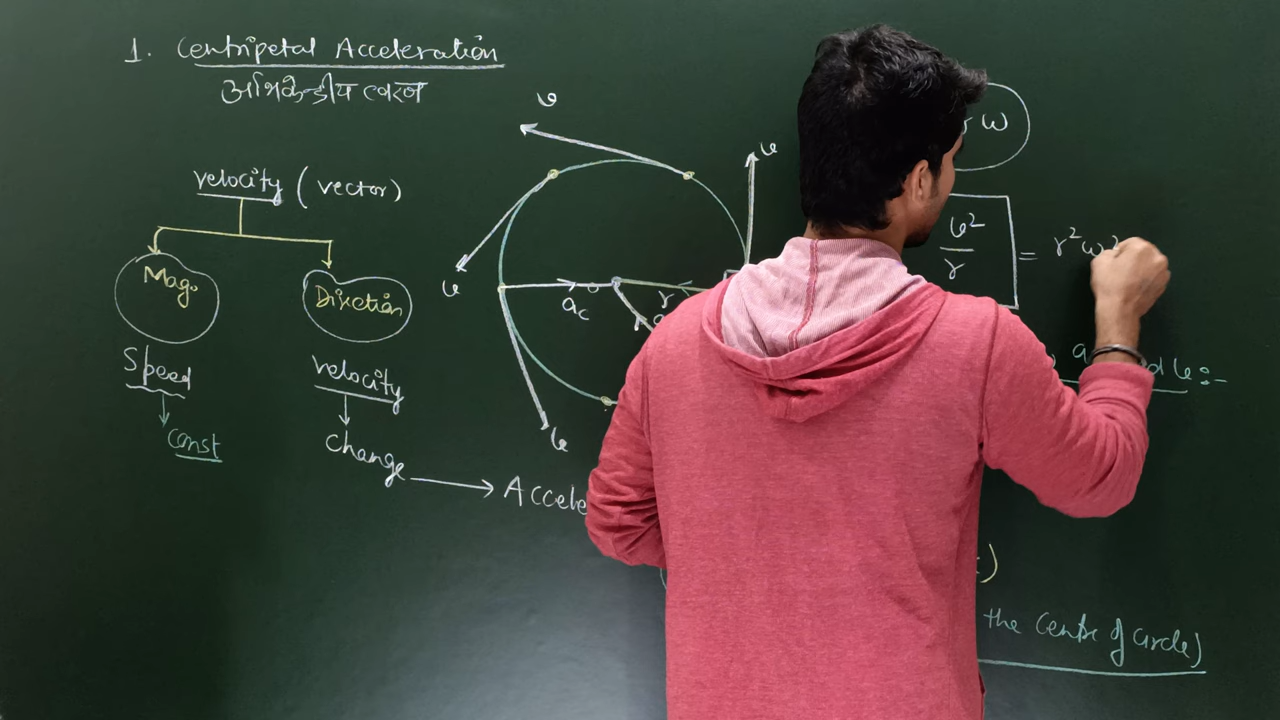 1. Centripetal Acceleration
अभिकेन्द्रीय त्वरण
velocity (vector)
Mag.
Direction
Speed
velocity
const
change
Accele
v
v
v
v
ac
r
ω
v²
r
= r²ω²
the centre of circle)